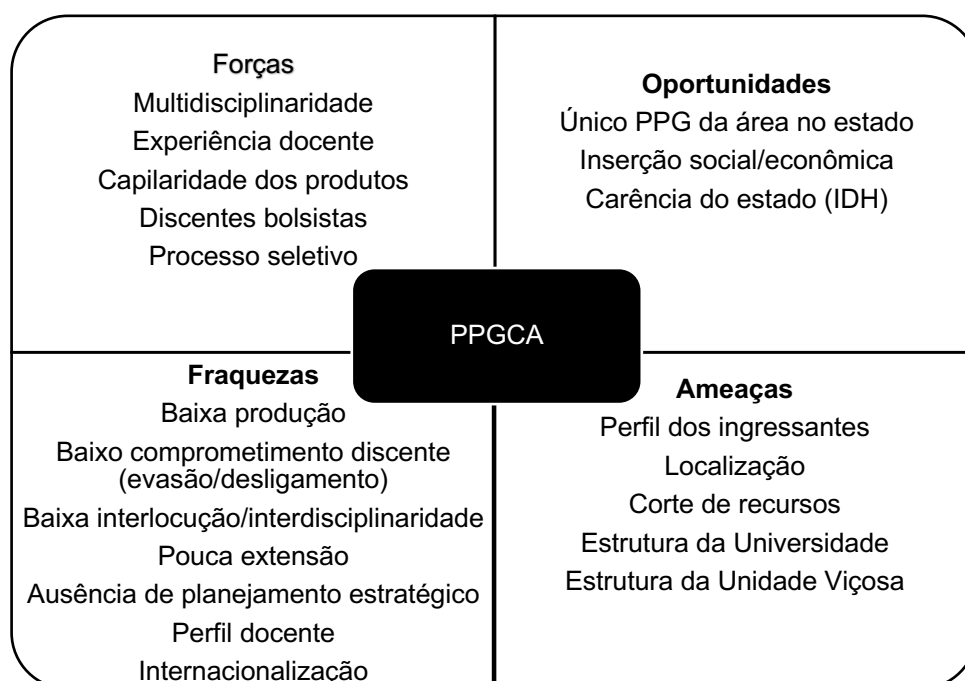 Forças
Multidisciplinaridade
Experiência docente
Capilaridade dos produtos
Discentes bolsistas
Processo seletivo
Oportunidades
Único PPG da área no estado
Inserção social/econômica
Carência do estado (IDH)
PPGCA
Fraquezas
Baixa produção
Baixo comprometimento discente
(evasão/desligamento)
Baixa interlocução/interdisciplinaridade
Pouca extensão
Ausência de planejamento estratégico
Perfil docente
Internacionalização
Ameaças
Perfil dos ingressantes
Localização
Corte de recursos
Estrutura da Universidade
Estrutura da Unidade Viçosa